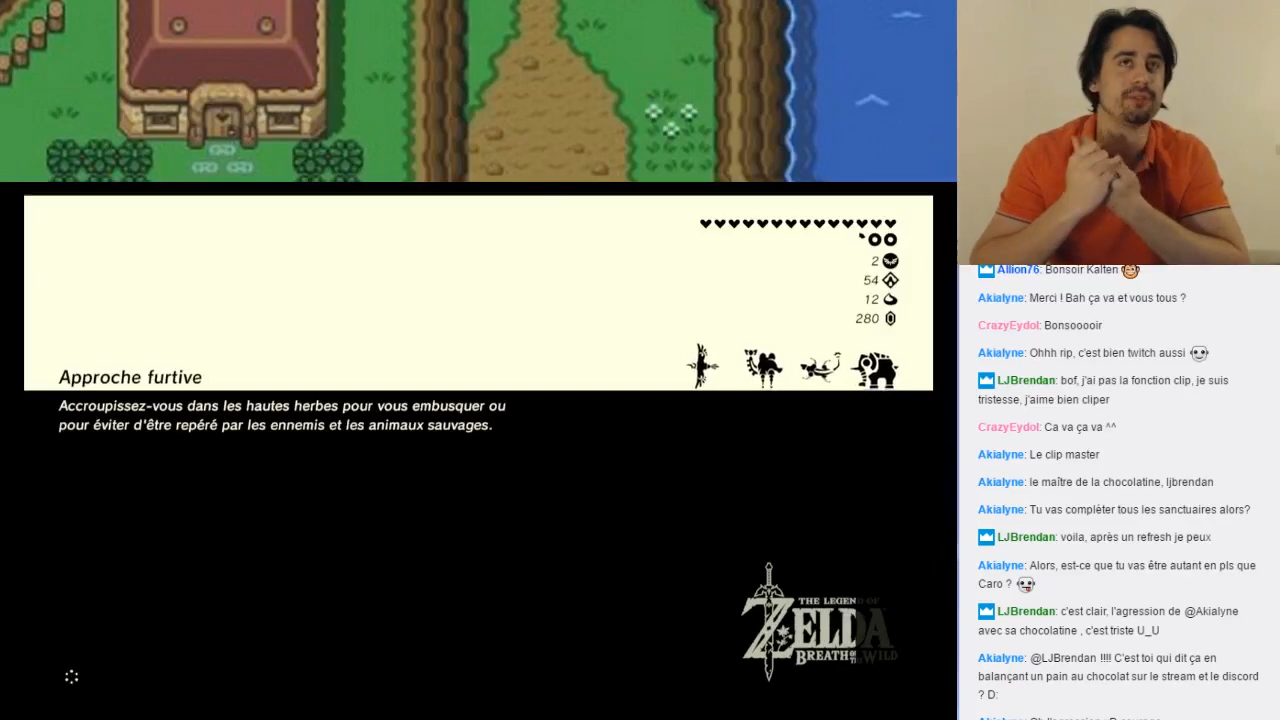 2
54
12
280
Approche furtive
Accroupissez-vous dans les hautes herbes pour vous embusquer ou
pour éviter d'être repéré par les ennemis et les animaux sauvages.
THE LEGEND OF
ZELDA
BREATH OF THE WILD
Allion76: Bonsoir Kalten
Akialyne: Merci ! Bah ça va et vous tous ?
CrazyEydol: Bonsooooir
Akialyne: Ohhh rip, c'est bien twitch aussi
LJBrendan: bof, j'ai pas la fonction clip, je suis
tristesse, j'aime bien cliper
CrazyEydol: Ca va ça va ^^
Akialyne: Le clip master
Akialyne: le maître de la chocolatine, ljbrendan
Akialyne: Tu vas complèter tous les sanctuaires alors?
LJBrendan: voila, après un refresh je peux
Akialyne: Alors, est-ce que tu vas être autant en pls que
Caro ?
LJBrendan: c'est clair, l'agression de @Akialyne
avec sa chocolatine , c'est triste U_U
Akialyne: @LJBrendan !!!! C'est toi qui dit ça en
balançant un pain au chocolat sur le stream et le discord
? D: